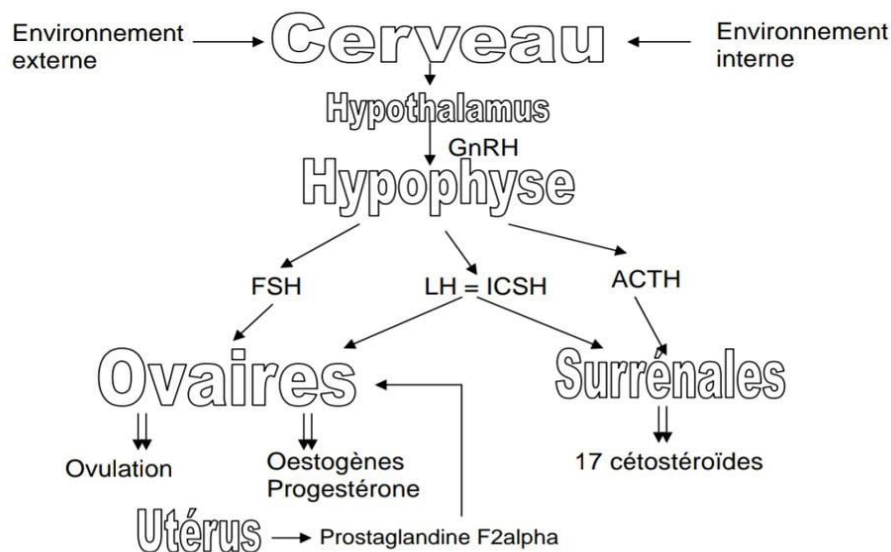 Environnement
externe
Cerveau
Environnement
interne
Hypothalamus
GnRH
Hypophyse
FSH
LH = ICSH
ACTH
Ovaires
Surrénales
Ovulation
Oestogènes
Progestérone
17 cétostéroïdes
Utérus
Prostaglandine F2alpha